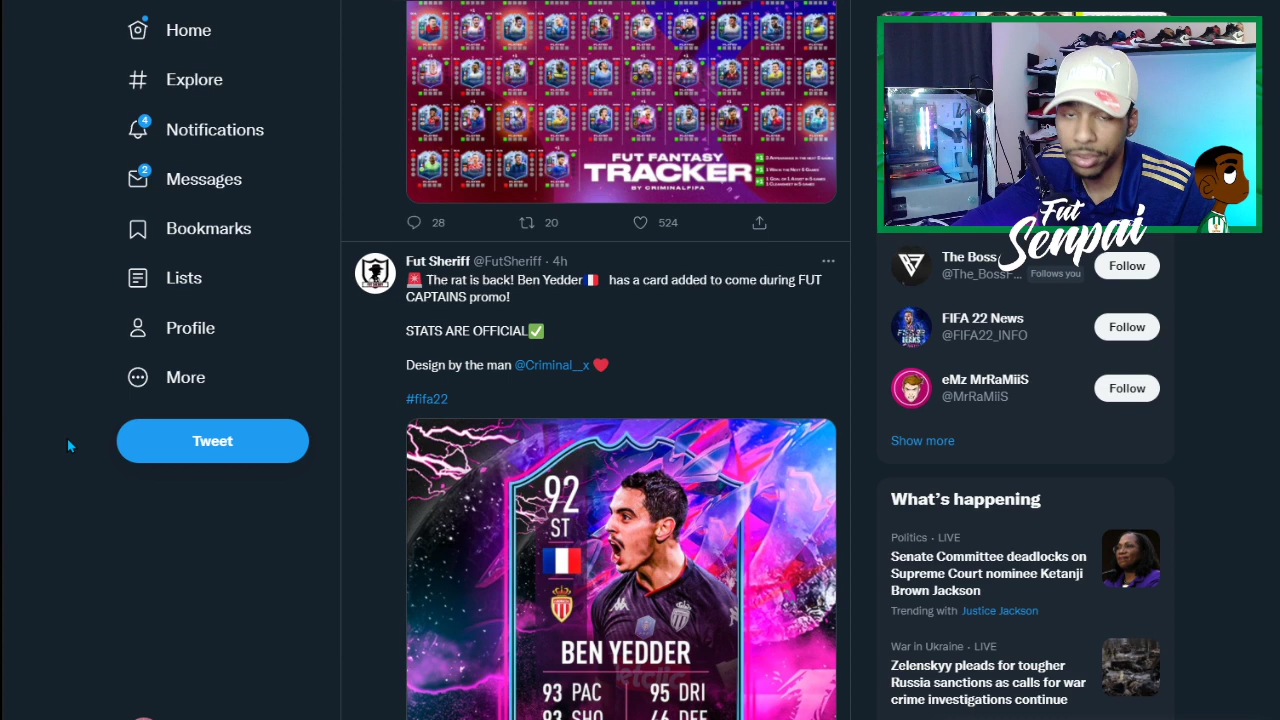 Home
Explore
4
Notifications
2
Messages
Bookmarks
Lists
Profile
More
Tweet
FUT FANTASY
TRACKER
BY CRIMINALFIFA
28
20
524
Fut Sheriff @FutSheriff · 4h
🚨 The rat is back! Ben Yedder🇫🇷 has a card added to come during FUT
CAPTAINS promo!
STATS ARE OFFICIAL✅
Design by the man @Criminal__x ❤️
#fifa22
92
ST
BEN YEDDER
93 PAC 95 DRI
93 SHO 46 DEF
Fut
Senpai
The Boss
@The_BossF... Follows you
Follow
FIFA 22 News
@FIFA22_INFO
Follow
eMz MrRaMiiS
@MrRaMiiS
Follow
Show more
What's happening
Politics · LIVE
Senate Committee deadlocks on
Supreme Court nominee Ketanji
Brown Jackson
Trending with Justice Jackson
War in Ukraine · LIVE
Zelenskyy pleads for tougher
Russia sanctions as calls for war
crime investigations continue